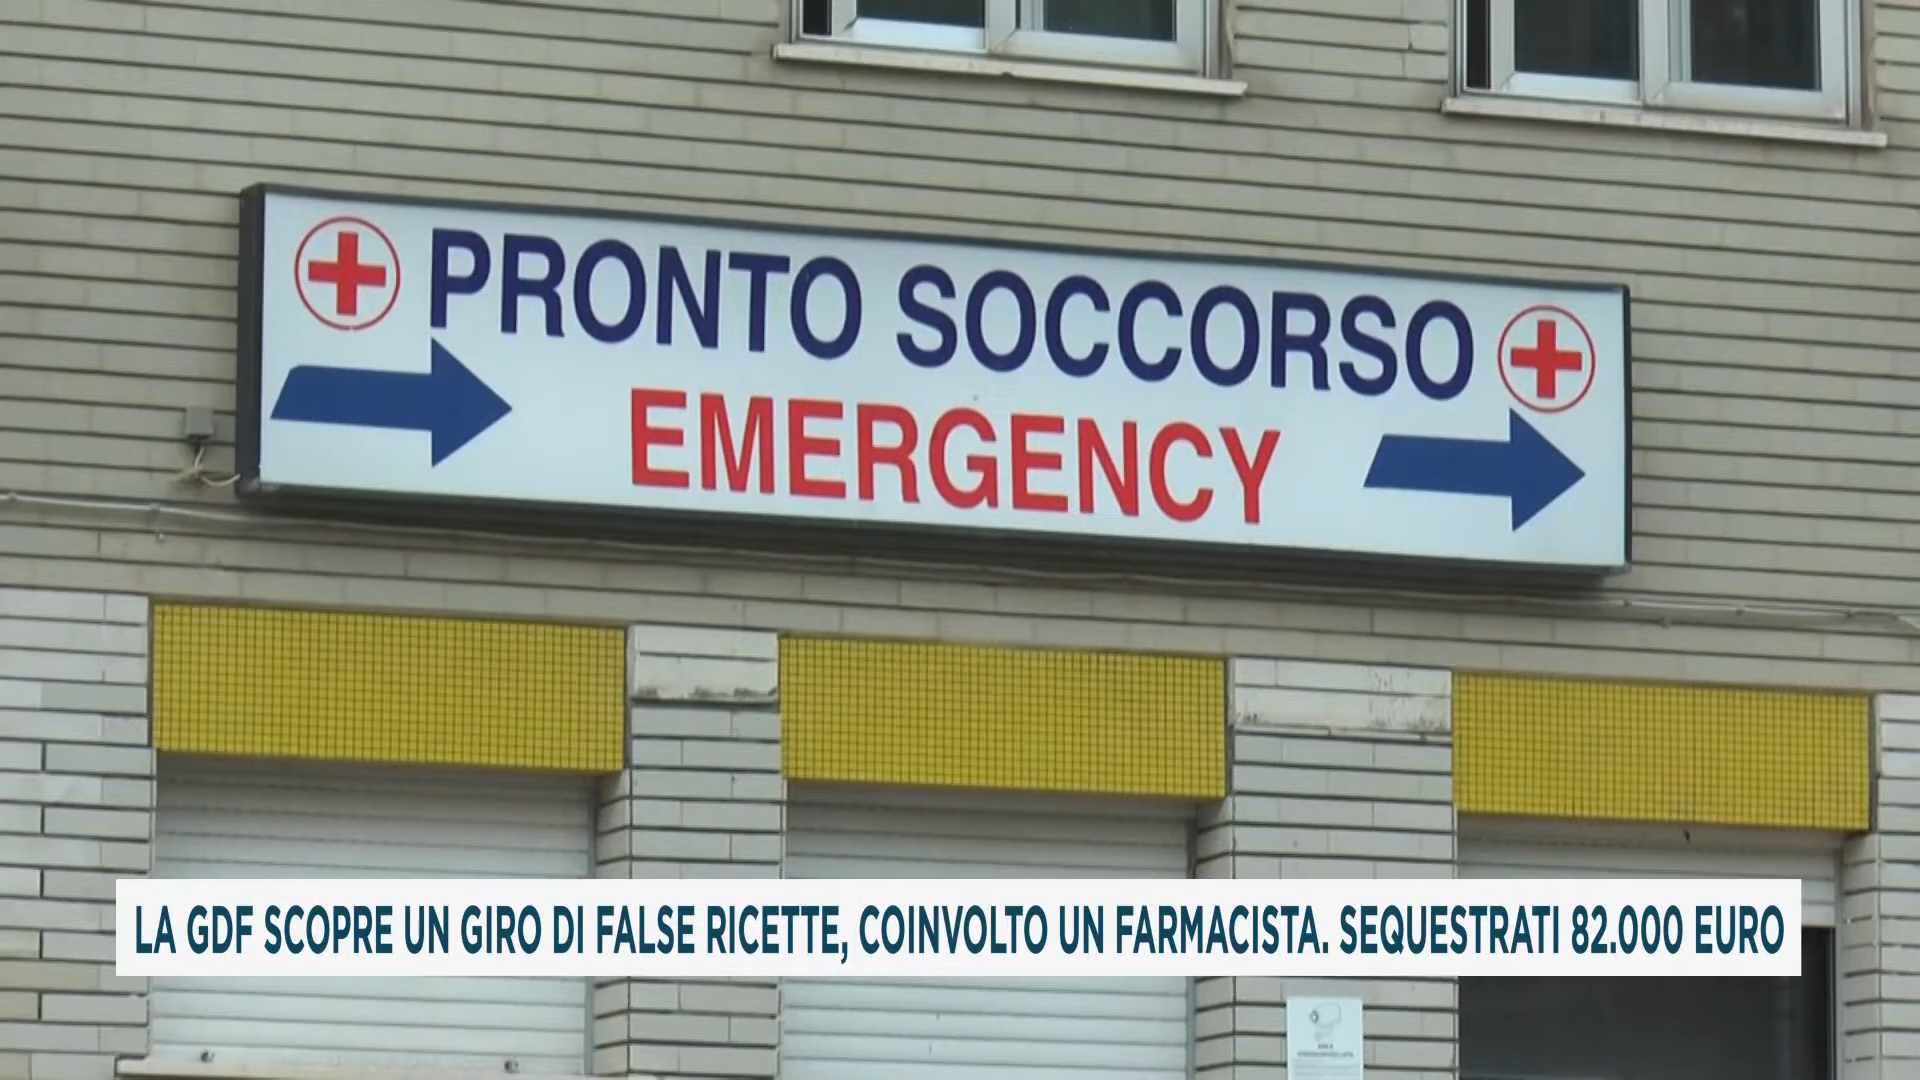 PRONTO SOCCORSO
EMERGENCY
LA GDF SCOPRE UN GIRO DI FALSE RICETTE, COINVOLTO UN FARMACISTA. SEQUESTRATI 82.000 EURO